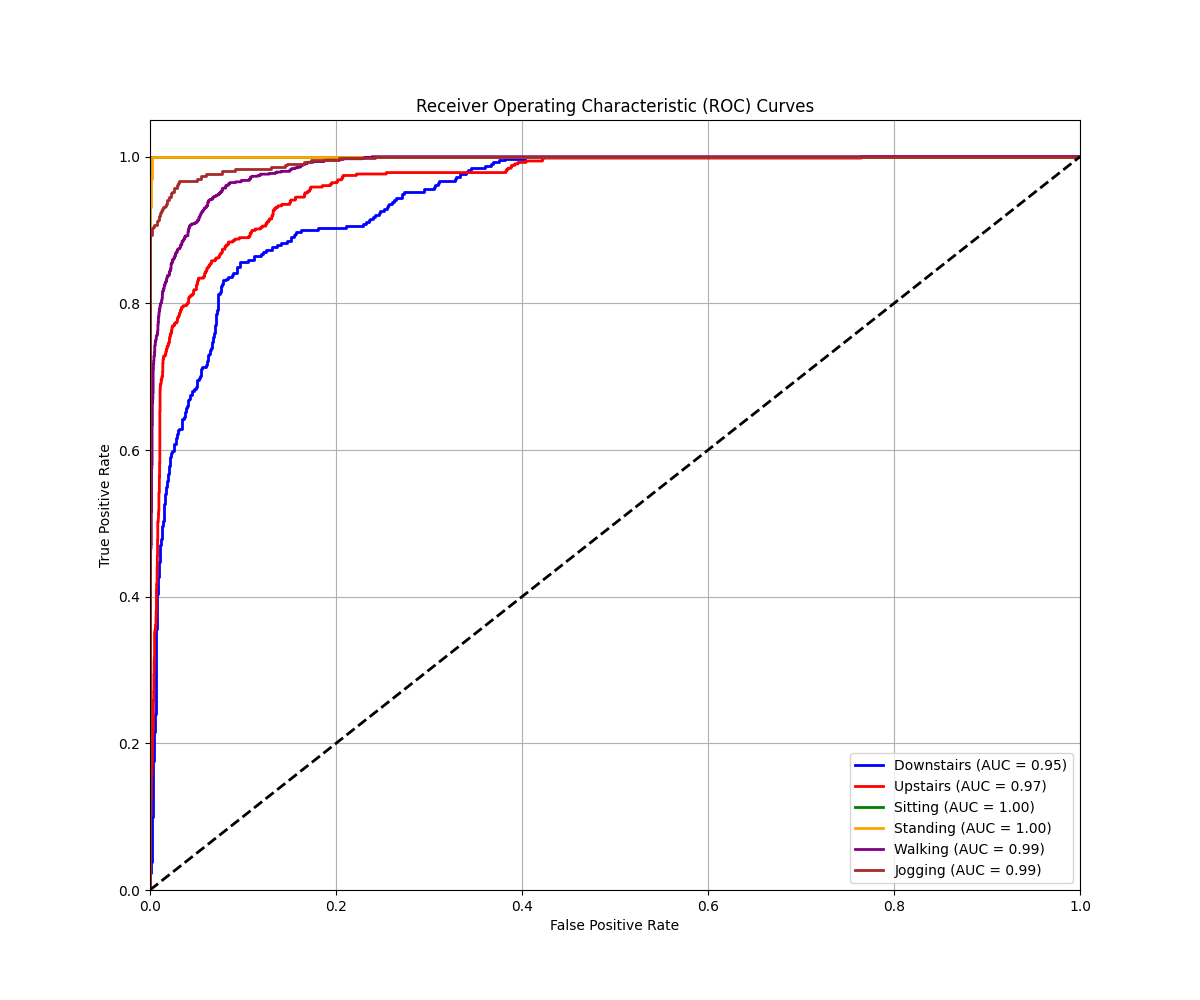 Receiver Operating Characteristic (ROC) Curves
1.0
0.8
0.6
0.4
0.2
0.0
True Positive Rate
0.0 0.2 0.4 0.6 0.8 1.0
False Positive Rate
Downstairs (AUC = 0.95)
Upstairs (AUC = 0.97)
Sitting (AUC = 1.00)
Standing (AUC = 1.00)
Walking (AUC = 0.99)
Jogging (AUC = 0.99)